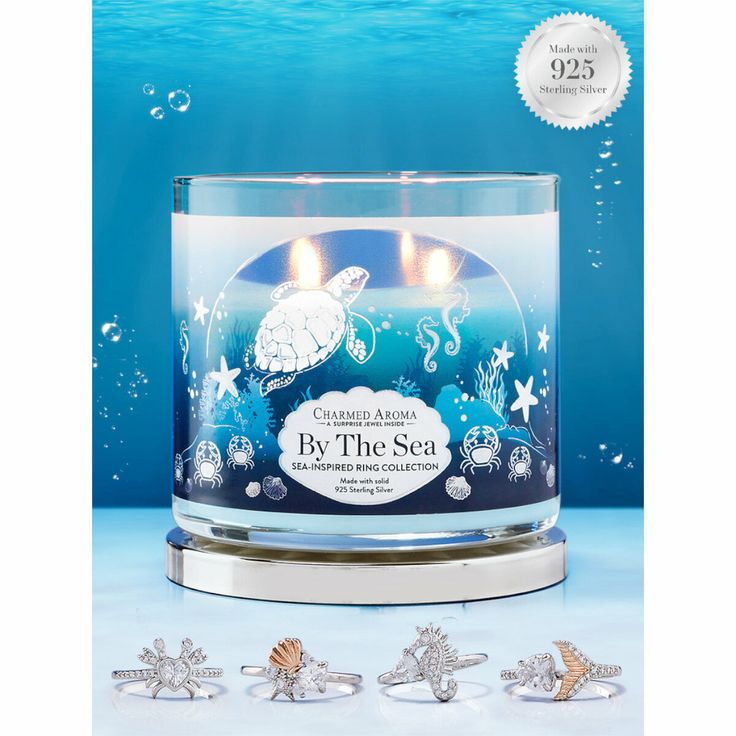 Made with
925
Sterling Silver
CHARMED AROMA
A SURPRISE JEWEL INSIDE
By The Sea
SEA-INSPIRED RING COLLECTION
Made with solid
925 Sterling Silver